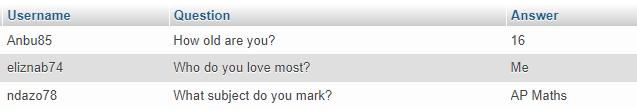 Username Question Answer
Anbu85 How old are you? 16
eliznab74 Who do you love most? Me
ndazo78 What subject do you mark? AP Maths